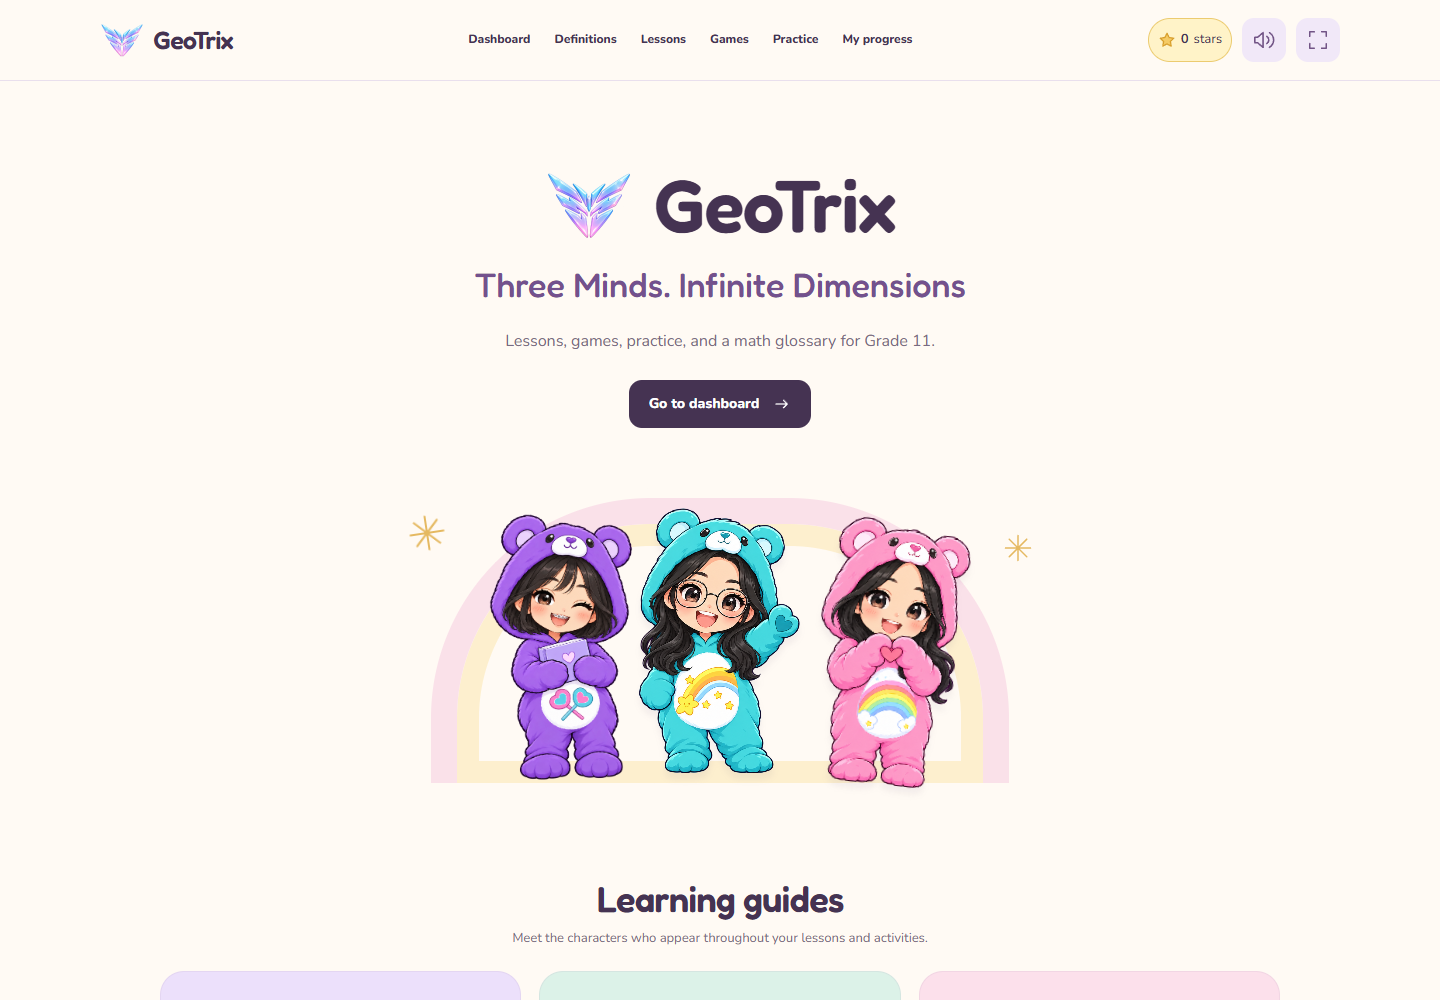 GeoTrix
Dashboard Definitions Lessons Games Practice My progress
0 stars
GeoTrix
Three Minds. Infinite Dimensions
Lessons, games, practice, and a math glossary for Grade 11.
Go to dashboard →
Learning guides
Meet the characters who appear throughout your lessons and activities.